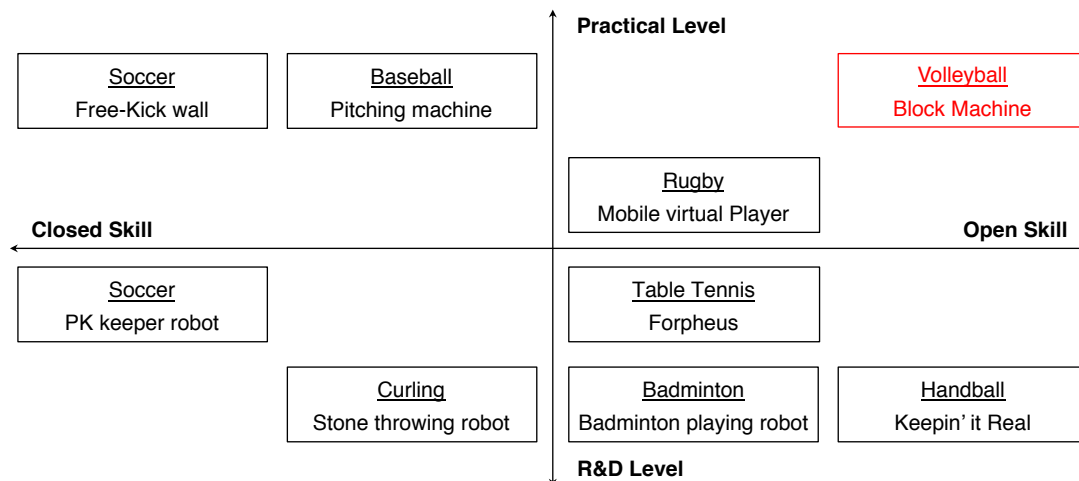 Practical Level
Soccer
Free-Kick wall
Baseball
Pitching machine
Volleyball
Block Machine
Rugby
Mobile virtual Player
Closed Skill
Open Skill
Soccer
PK keeper robot
Table Tennis
Forpheus
Curling
Stone throwing robot
Badminton
Badminton playing robot
Handball
Keepin’ it Real
R&D Level